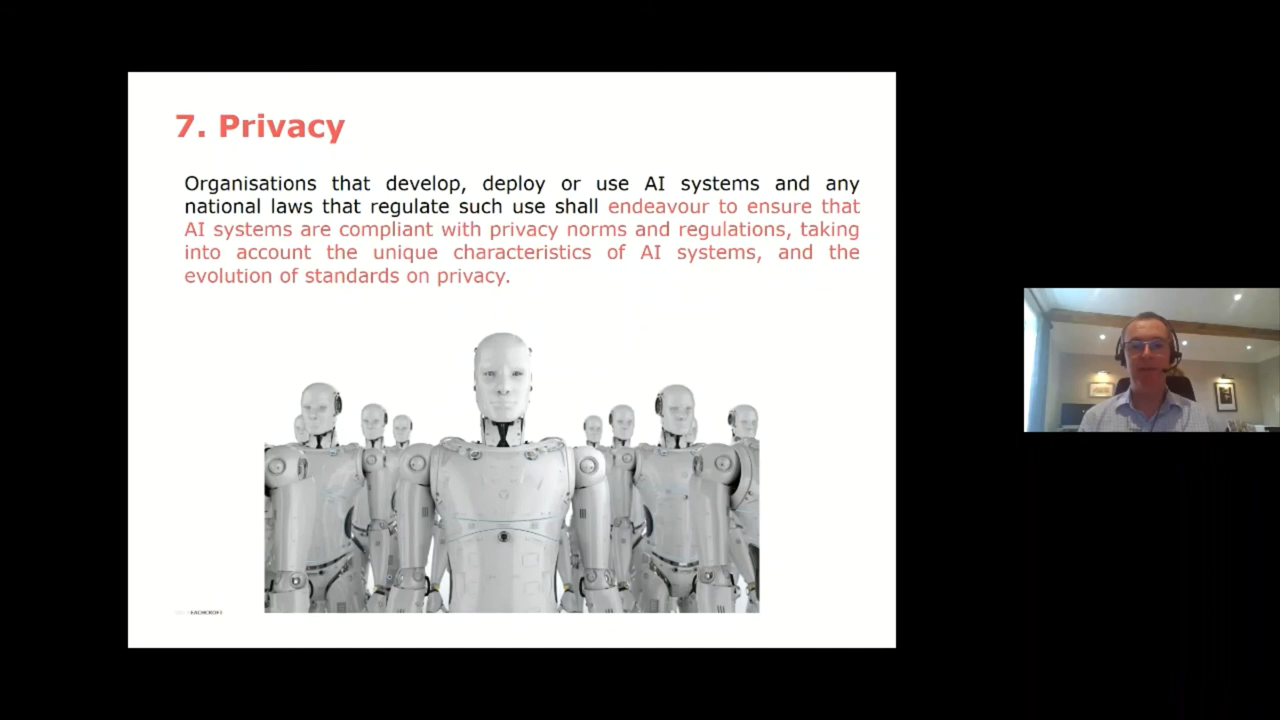 7. Privacy
Organisations that develop, deploy or use AI systems and any
national laws that regulate such use shall endeavour to ensure that
AI systems are compliant with privacy norms and regulations, taking
into account the unique characteristics of AI systems, and the
evolution of standards on privacy.